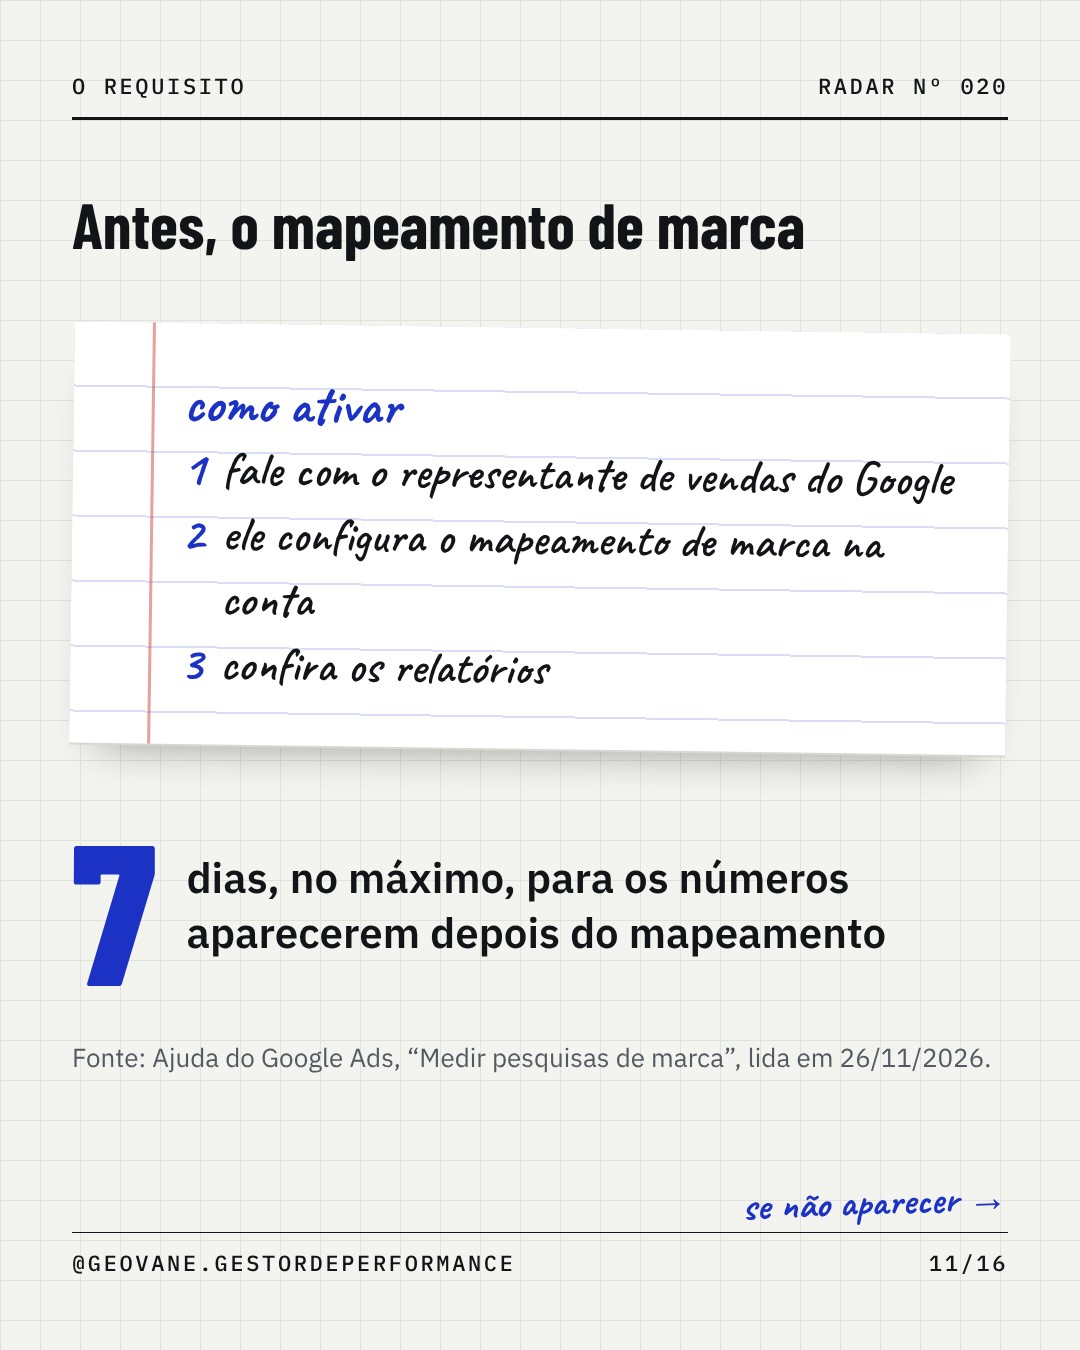 O REQUISITO
RADAR Nº 020
Antes, o mapeamento de marca
como ativar
1 fale com o representante de vendas do Google
2 ele configura o mapeamento de marca na
conta
3 confira os relatórios
7 dias, no máximo, para os números
aparecerem depois do mapeamento
Fonte: Ajuda do Google Ads, “Medir pesquisas de marca”, lida em 26/11/2026.
se não aparecer →
@GEOVANE.GESTORDEPERFORMANCE
11/16